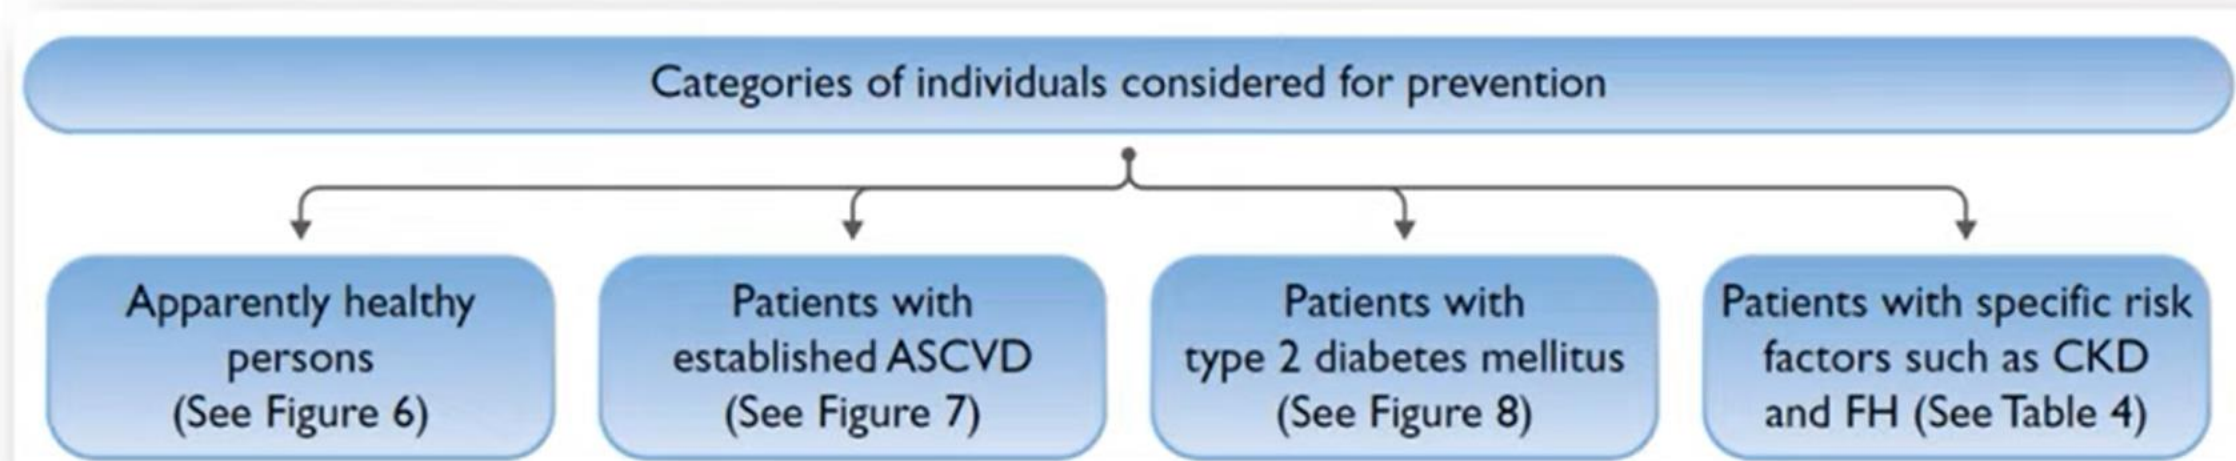 Categories of individuals considered for prevention
Apparently healthy
persons
(See Figure 6)
Patients with
established ASCVD
(See Figure 7)
Patients with
type 2 diabetes mellitus
(See Figure 8)
Patients with specific risk
factors such as CKD
and FH (See Table 4)